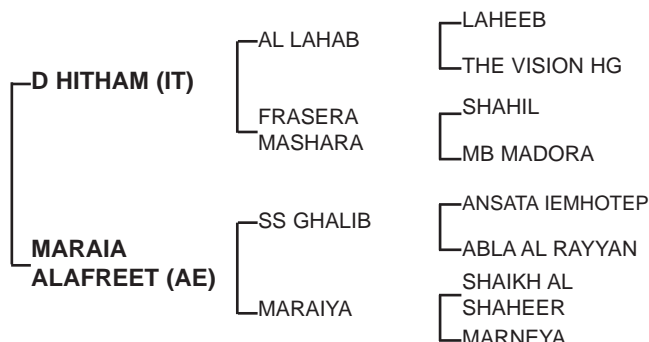 LAHEEB
AL LAHAB
THE VISION HG
D HITHAM (IT)
FRASERA
MASHARA
SHAHIL
MB MADORA
ANSATA IEMHOTEP
SS GHALIB
ABLA AL RAYYAN
MARAIA
ALAFREET (AE)
SHAIKH AL
SHAHEER
MARAIYA
MARNEYA